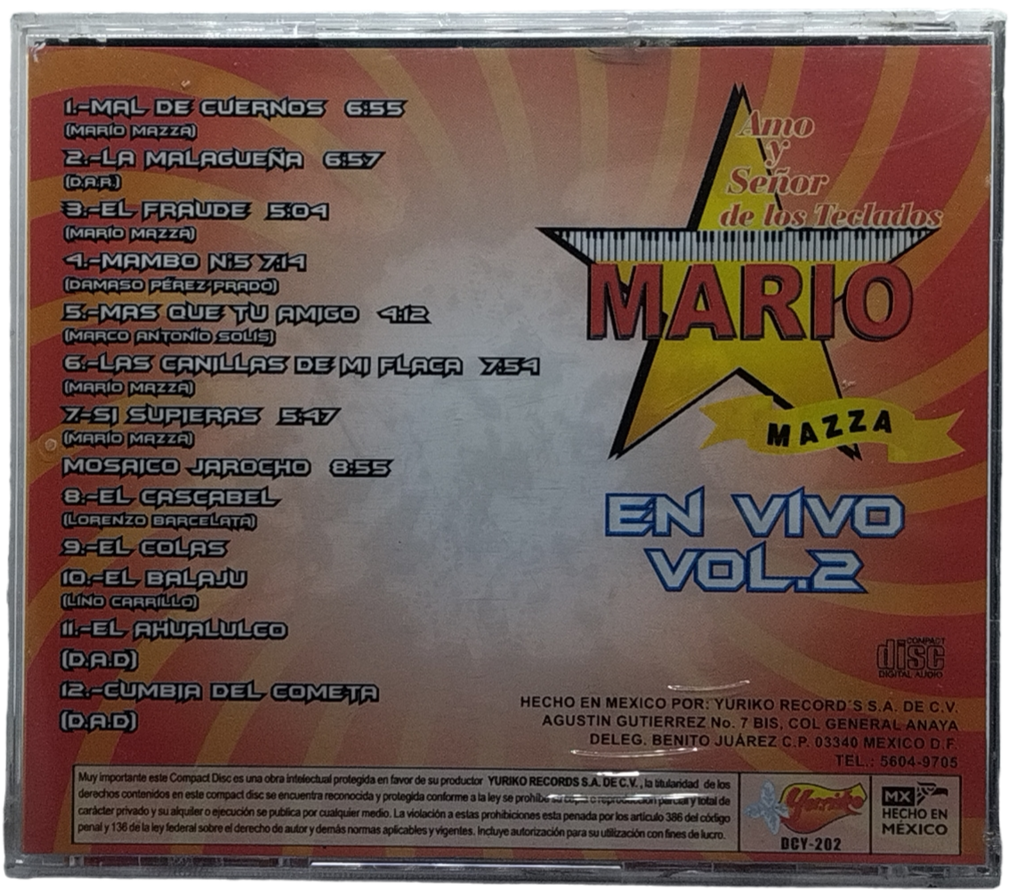 1.-MAL DE CUERNOS 6:55
(MARIO MAZZA)
2.-LA MALAGUEÑA 6:57
(D.A.R.)
3.-EL FRAUDE 5:04
(MARIO MAZZA)
4.-MAMBO N:5 7:14
(DAMASO PÉREZ PRADO)
5.-MAS QUE TU AMIGO 4:12
(MARCO ANTONIO SOLÍS)
6.-LAS CANILLAS DE MI FLACA 7:54
(MARIO MAZZA)
7-SI SUPIERAS 5:47
(MARIO MAZZA)
MOSAICO JAROCHO 8:55
8.-EL CASCABEL
(LORENZO BARCELATA)
9.-EL COLAS
10.-EL BALAJU
(LINO CARRILLO)
11.-EL AHUALULCO
(D.A.D)
12.-CUMBIA DEL COMETA
(D.A.D)
Amo
y
Señor
de los Teclados
MARIO
MAZZA
EN VIVO
VOL.2
COMPACT
disc
DIGITAL AUDIO
HECHO EN MEXICO POR: YURIKO RECORD'S S.A. DE C.V.
AGUSTIN GUTIERREZ No. 7 BIS, COL GENERAL ANAYA
DELEG. BENITO JUÁREZ C.P. 03340 MEXICO D.F.
TEL.: 5604-9705
Muy importante este Compact Disc es una obra intelectual protegida en favor de su productor YURIKO RECORDS S.A. DE C.V., la titularidad de los
derechos contenidos en este compact disc se encuentra reconocida y protegida conforme a la ley se prohíbe su copia o reproducción parcial y total de
carácter privado y su alquiler o ejecución se publica por cualquier medio. La violación a estas prohibiciones esta penada por los artículo 386 del código
penal y 136 de la ley federal sobre el derecho de autor y demás normas aplicables y vigentes. Incluye autorización para su utilización con fines de lucro.
Yuriko
DCY-202
MX
HECHO EN
MÉXICO